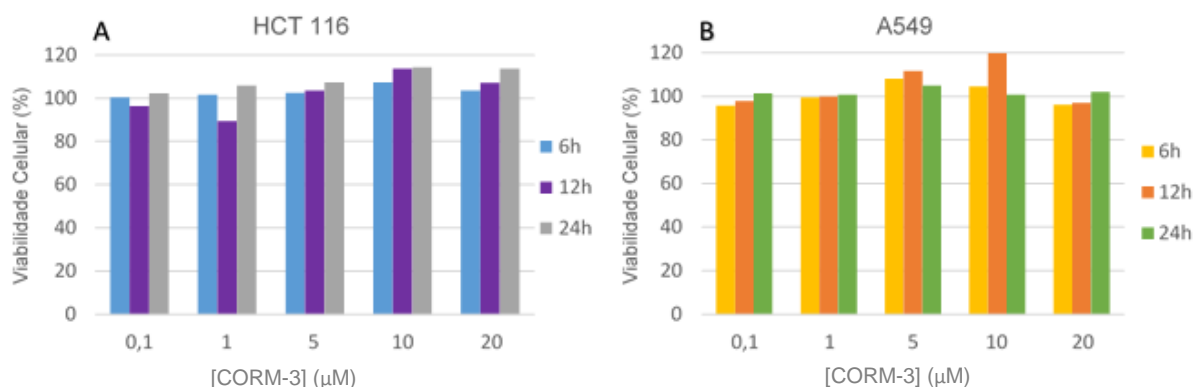 A
HCT 116
Viabilidade Celular (%)
120
100
80
60
40
20
0
0,1 1 5 10 20
[CORM-3] (µM)
6h
12h
24h
B
A549
Viabilidade Celular (%)
120
100
80
60
40
20
0
0,1 1 5 10 20
[CORM-3] (µM)
6h
12h
24h